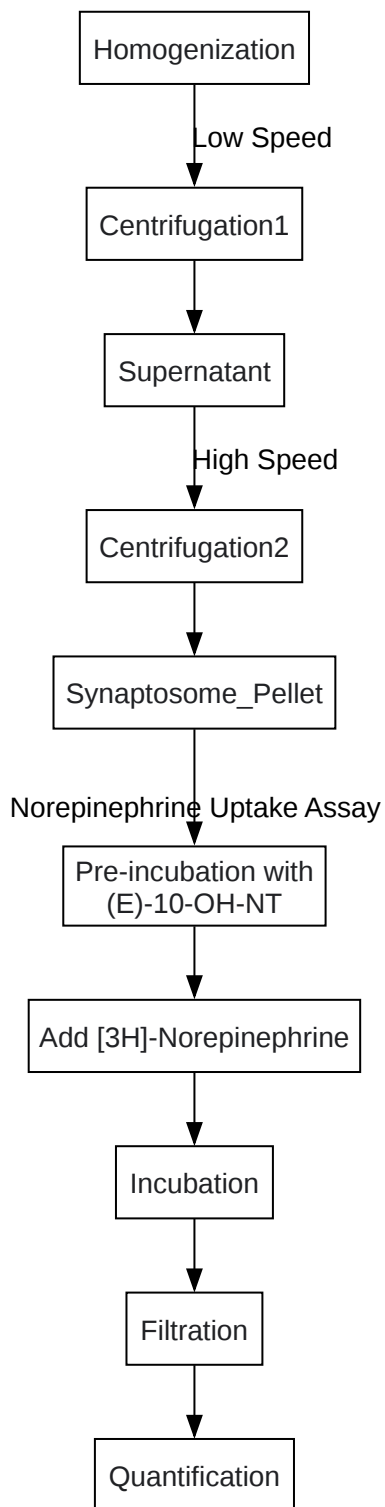 Homogenization
Low Speed
Centrifugation1
Supernatant
High Speed
Centrifugation2
Synaptosome_Pellet
Norepinephrine Uptake Assay
Pre-incubation with
(E)-10-OH-NT
Add [3H]-Norepinephrine
Incubation
Filtration
Quantification